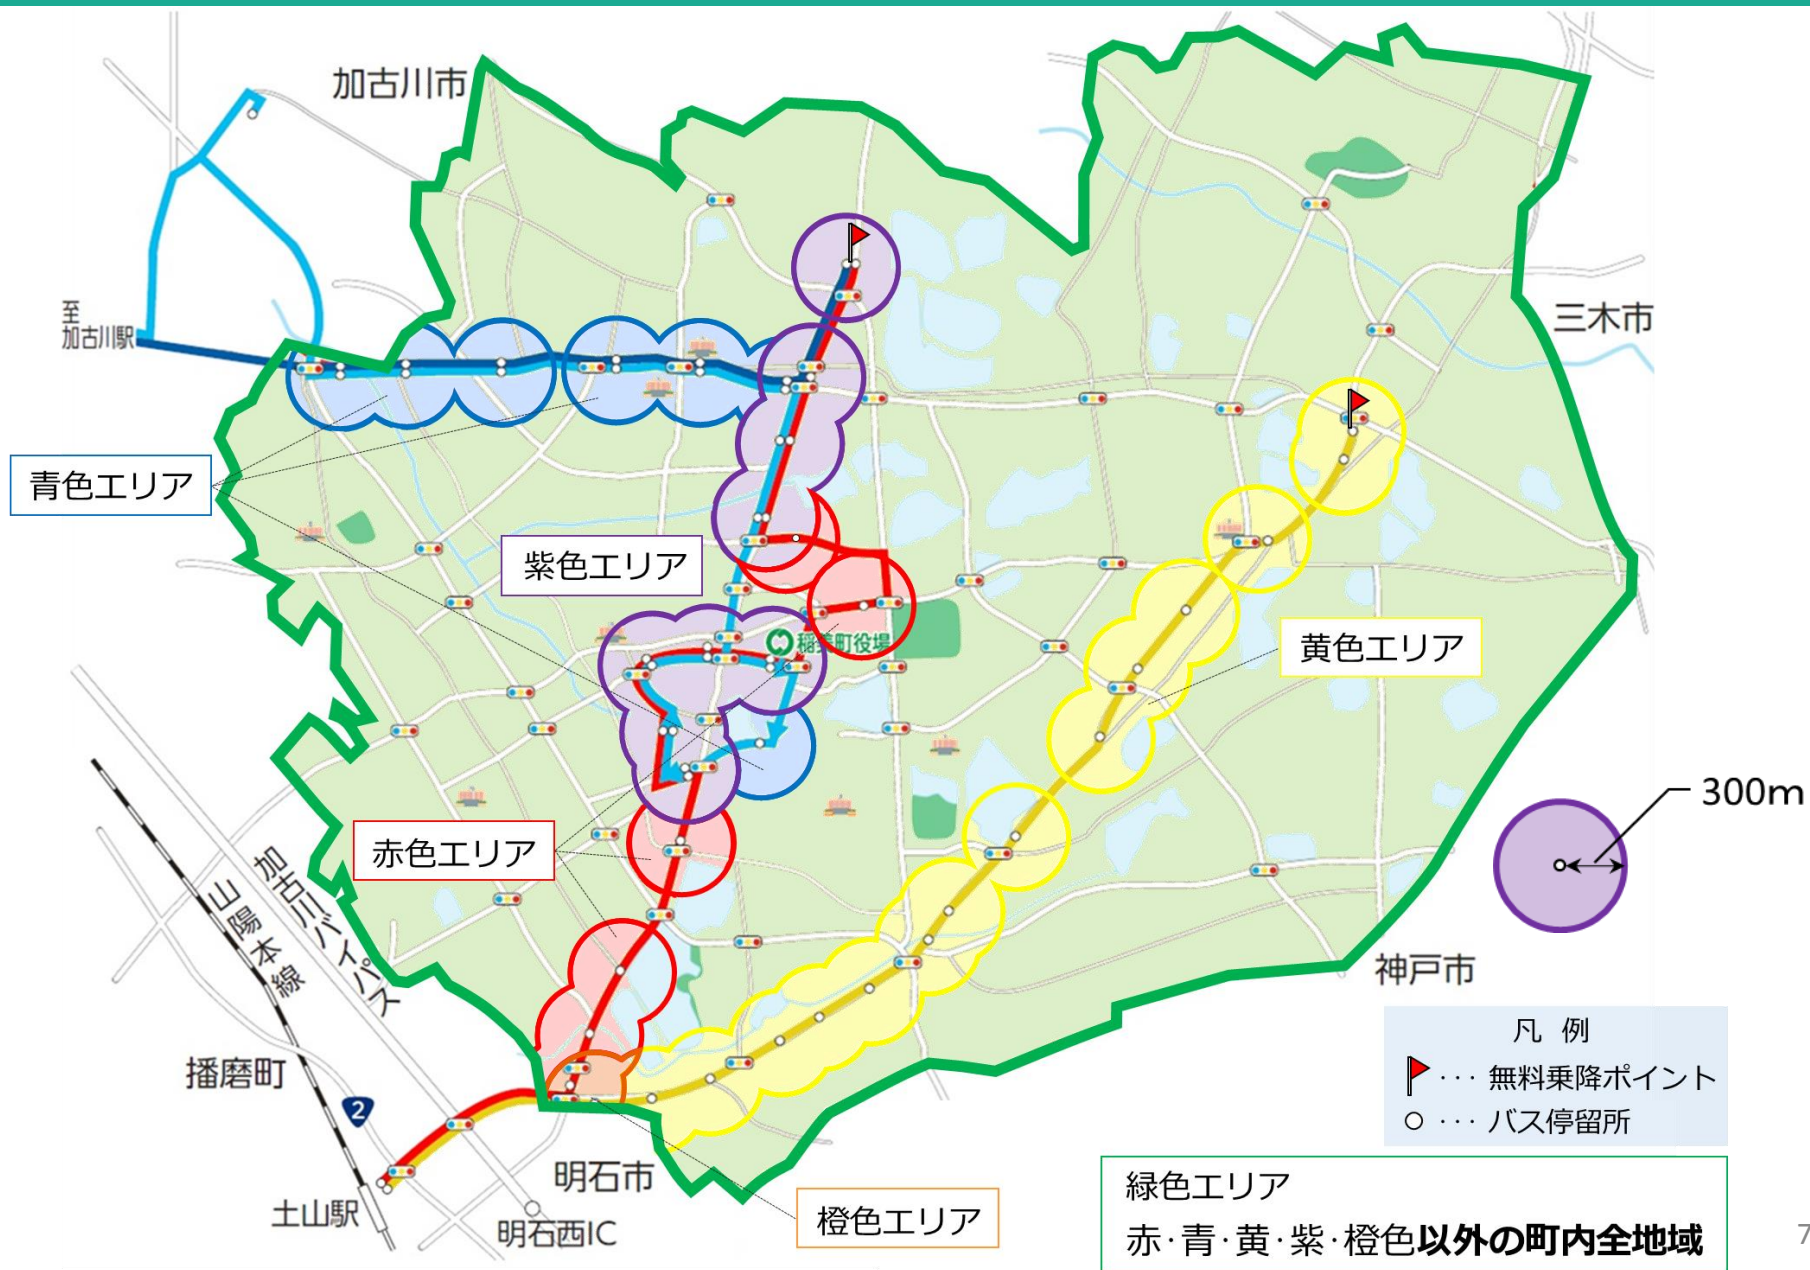 加古川市
至
加古川駅
三木市
青色エリア
紫色エリア
稲美町役場
黄色エリア
300m
赤色エリア
加古川バイパス
山陽本線
神戸市
凡 例
・・・ 無料乗降ポイント
・・・ バス停留所
播磨町
2
明石市
土山駅
明石西IC
橙色エリア
緑色エリア
赤・青・黄・紫・橙色以外の町内全地域
7